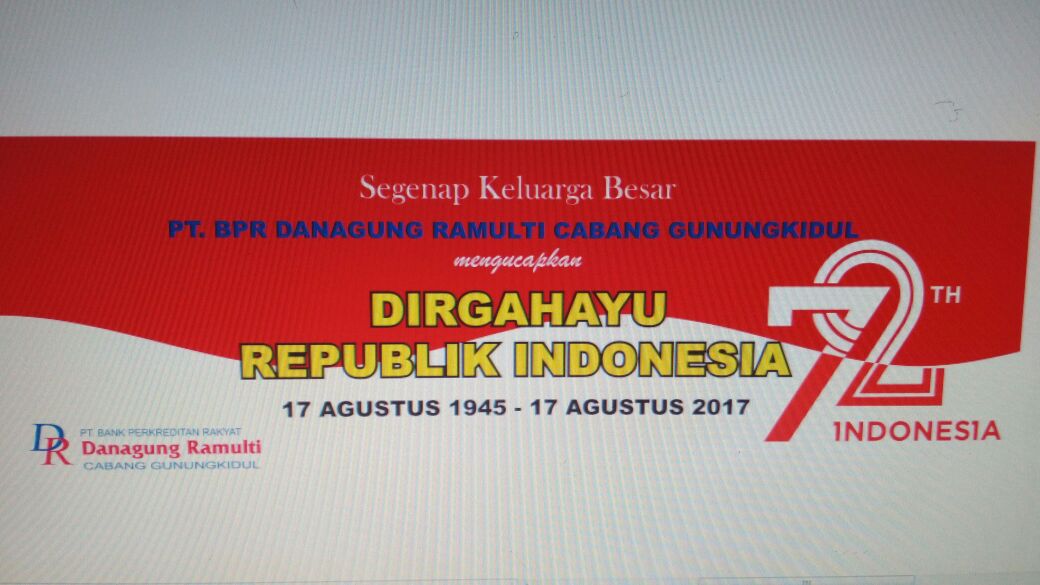 Segenap Keluarga Besar
PT. BPR DANAGUNG RAMULTI CABANG GUNUNGKIDUL
mengucapkan
DIRGAHAYU
REPUBLIK INDONESIA
17 AGUSTUS 1945 - 17 AGUSTUS 2017
72 TH
INDONES1A
DR
PT. BANK PERKREDITAN RAKYAT
Danagung Ramulti
CABANG GUNUNGKIDUL